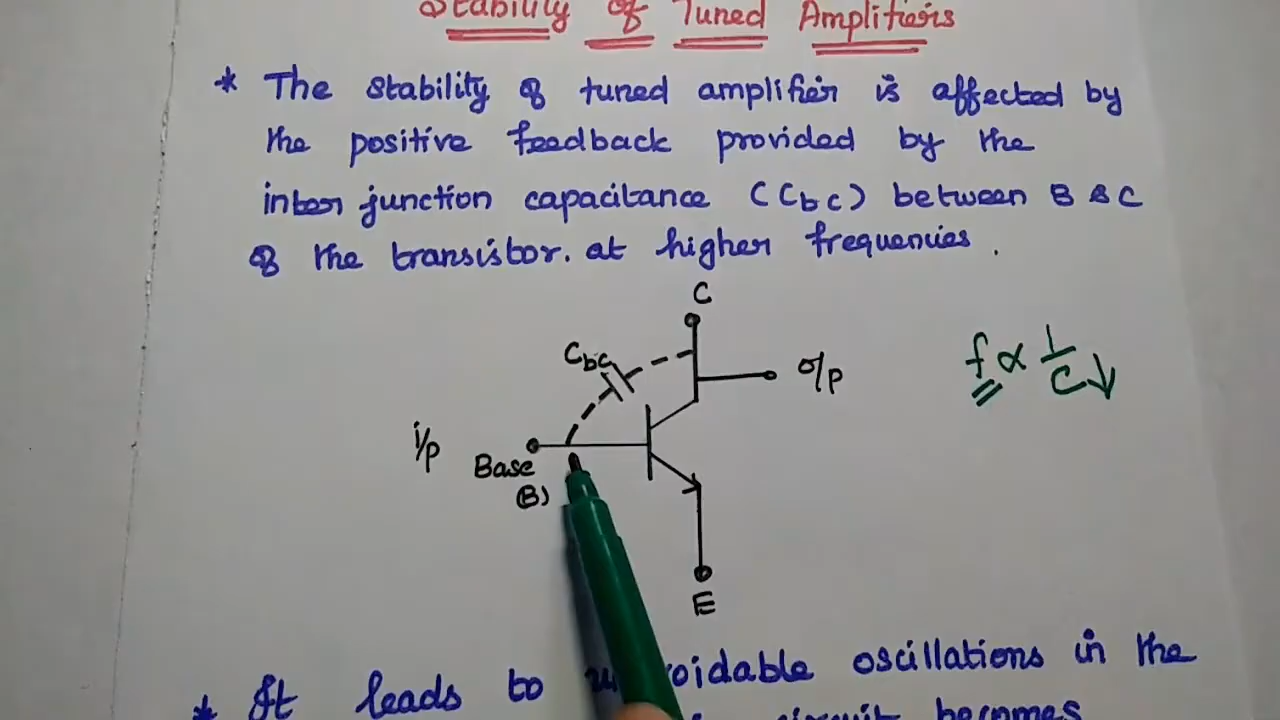 Stability of Tuned Amplifiers
* The stability of tuned amplifier is affected by
the positive feedback provided by the
inter junction capacitance (Cbc) between B & C
of the transistor. at higher frequencies.
C
Cbc
o/p
f ∝ 1/C ↓
i/p
Base
(B)
E
* It leads to oscillations in the
circuit becomes